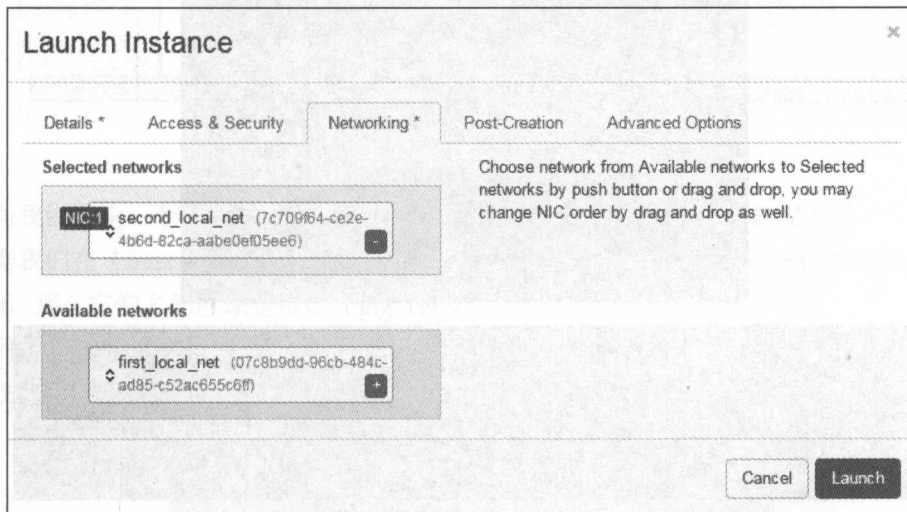 Launch Instance
×
Details * Access & Security Networking * Post-Creation Advanced Options
Selected networks
NIC:1 second_local_net (7c709f64-ce2e-
4b6d-82ca-aabe0ef05ee6) -
Available networks
first_local_net (07c8b9dd-96cb-484c-
ad85-c52ac655c6ff) +
Choose network from Available networks to Selected
networks by push button or drag and drop, you may
change NIC order by drag and drop as well.
Cancel Launch